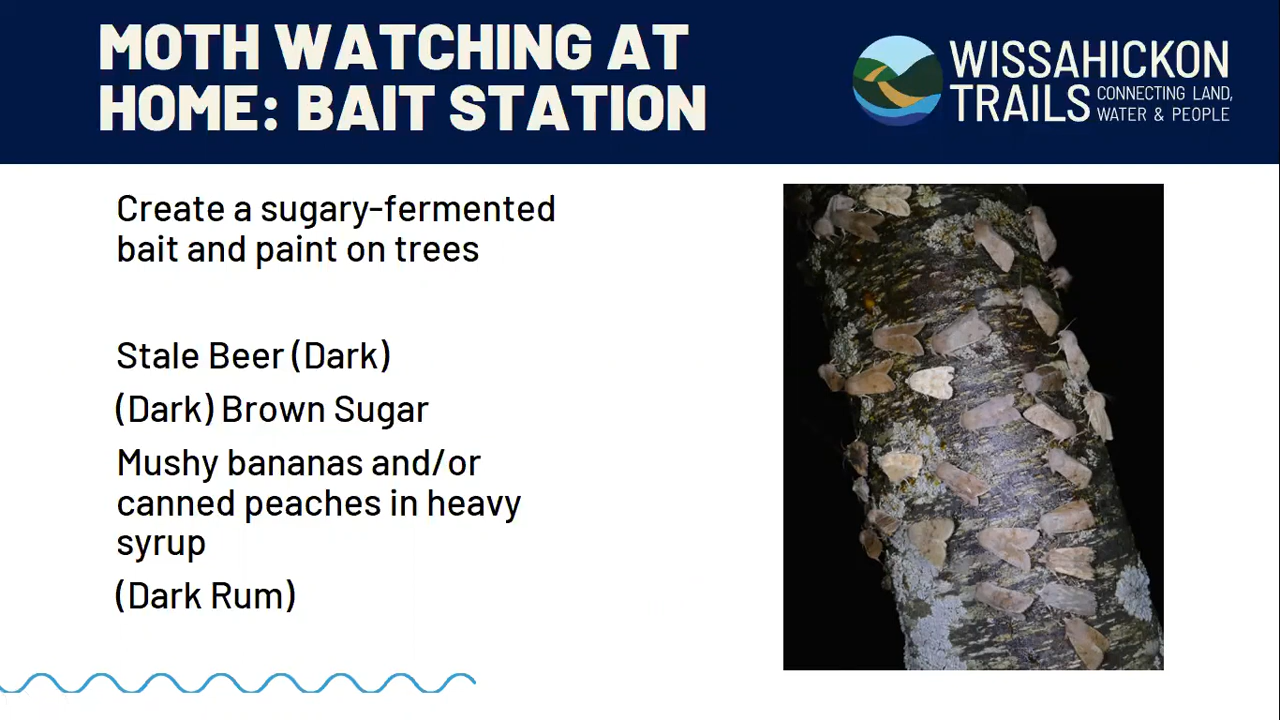 MOTH WATCHING AT
HOME: BAIT STATION
WISSAHICKON
TRAILS
CONNECTING LAND,
WATER & PEOPLE
Create a sugary-fermented
bait and paint on trees
Stale Beer (Dark)
(Dark) Brown Sugar
Mushy bananas and/or
canned peaches in heavy
syrup
(Dark Rum)